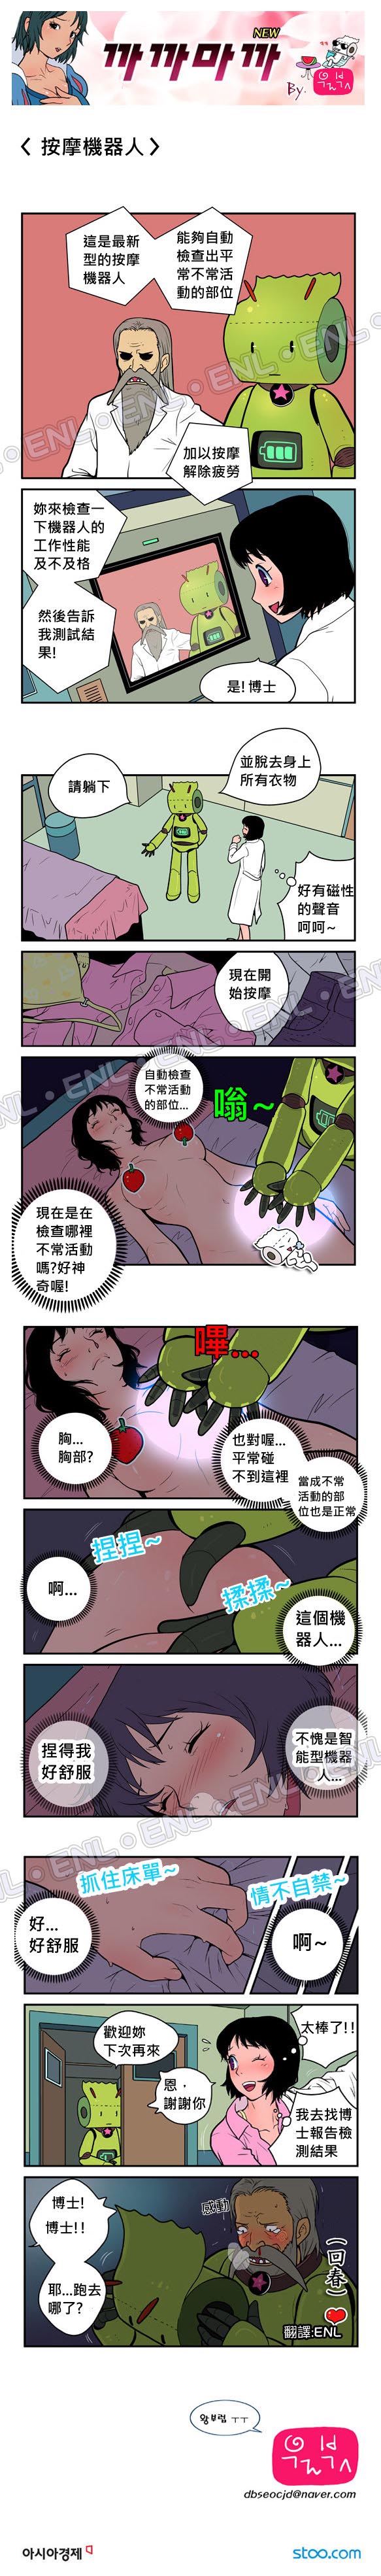 NEW
까까마까
By.
〈 按摩機器人 〉
這是最新
型的按摩
機器人
能夠自動
檢查出平
常不常活
動的部位
加以按摩
解除疲勞
妳來檢查一
下機器人的
工作性能
及不及格
然後告訴
我測試結
果!
是! 博士
請躺下
並脫去身上
所有衣物
好有磁性
的聲音
呵呵~
現在開
始按摩
自動檢查
不常活動
的部位...
嗡~
現在是在
檢查哪裡
不常活動
嗎?好神
奇喔!
嗶...
胸...
胸部?
也對喔...
平常碰
不到這裡
當成不常
活動的部
位也是正常
捏捏~
啊...
揉揉~
這個機
器人...
捏得我
好舒服
不愧是智
能型機器
人...
抓住床單~
情不自禁~
好...
好舒服
啊~
歡迎妳
下次再來
恩，
謝謝你
太棒了!!
我去找博
士報告檢
測結果
博士!
博士!!
感動
耶...跑去
哪了?
(回春)
翻譯:ENL
왕부럽 ㅜㅜ
dbseocjd@naver.com
아시아경제
stoo.com
ENL